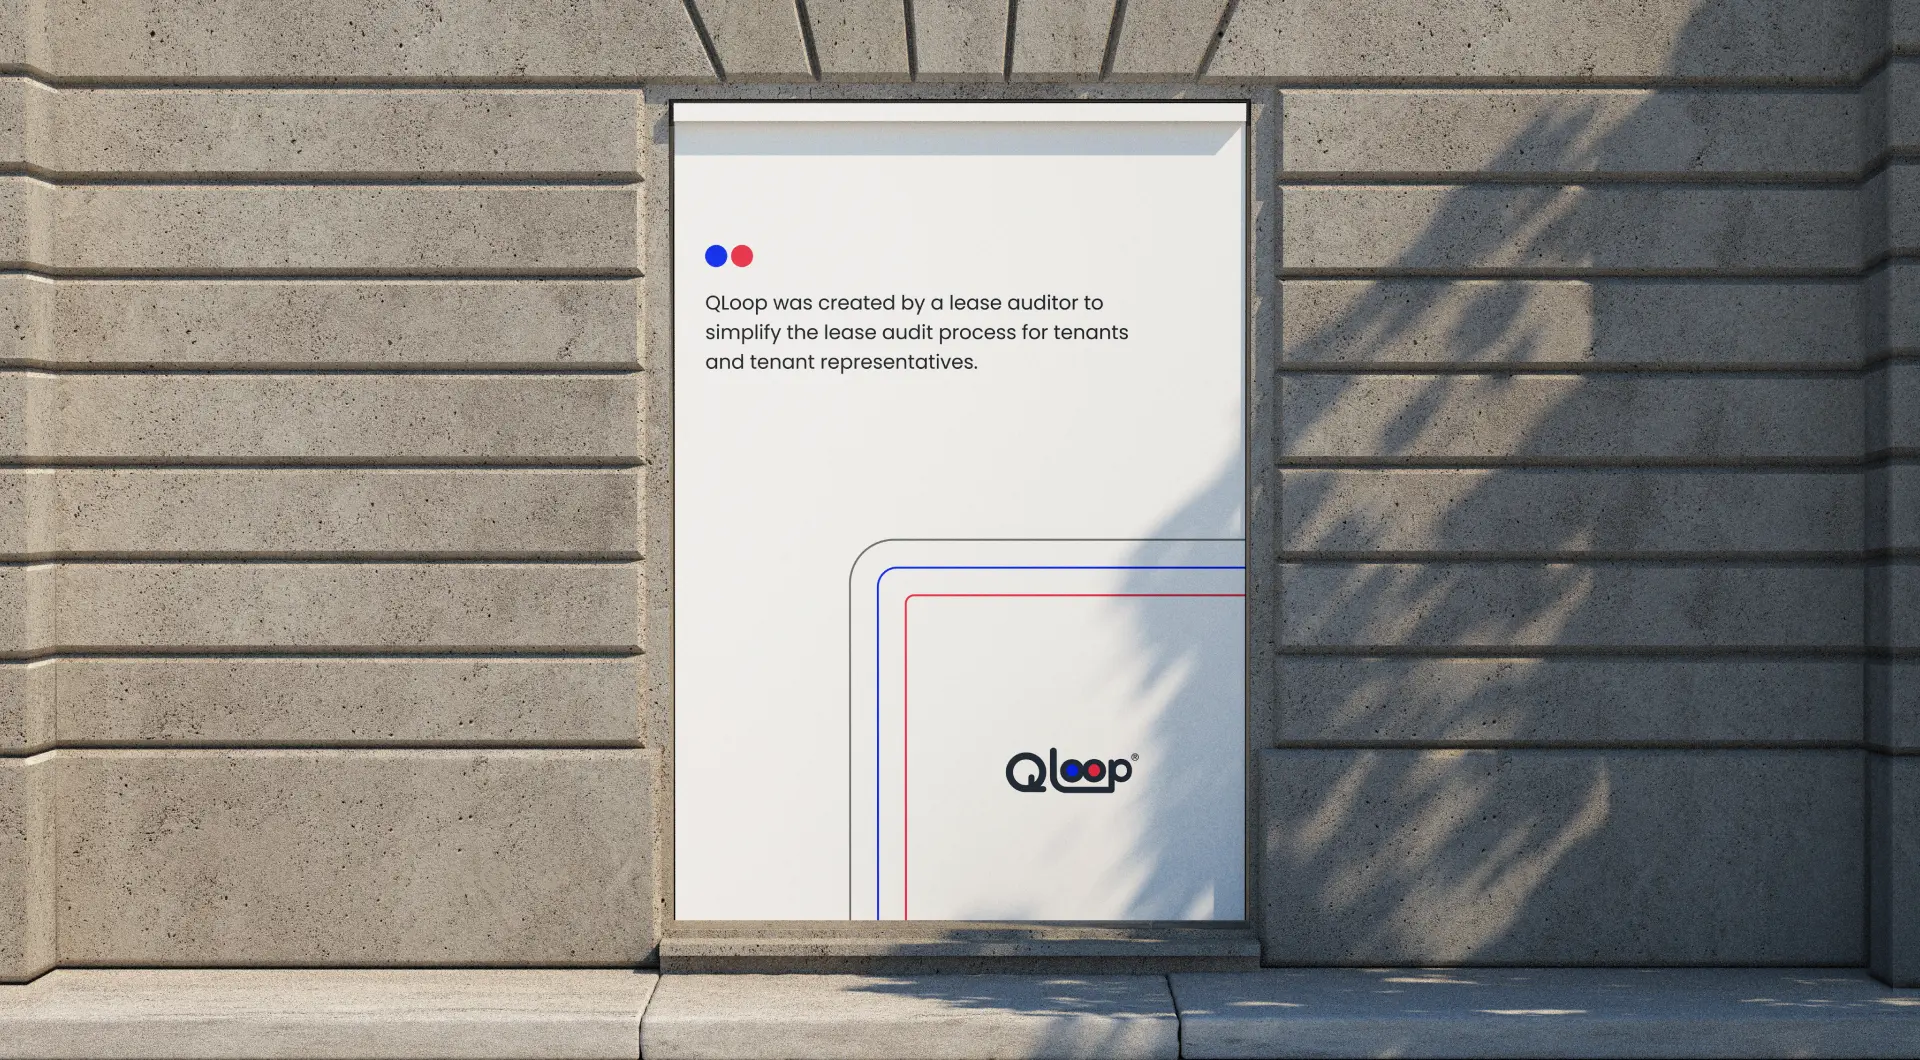 QLoop was created by a lease auditor to
simplify the lease audit process for tenants
and tenant representatives.
Qloop®